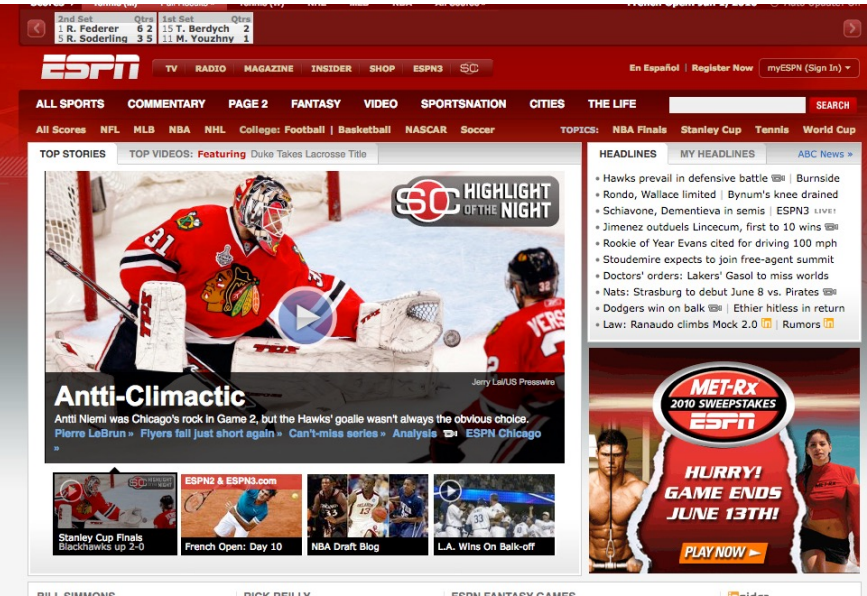 2nd Set Qtrs
1 R. Federer 6 2
5 R. Soderling 3 5
1st Set Qtrs
15 T. Berdych 2
11 M. Youzhny 1
ESPN
TV RADIO MAGAZINE INSIDER SHOP ESPN3 SC
En Español | Register Now myESPN (Sign In)
ALL SPORTS COMMENTARY PAGE 2 FANTASY VIDEO SPORTSNATION CITIES THE LIFE SEARCH
All Scores NFL MLB NBA NHL College: Football | Basketball NASCAR Soccer TOPICS: NBA Finals Stanley Cup Tennis World Cup
TOP STORIES TOP VIDEOS: Featuring Duke Takes Lacrosse Title
SC HIGHLIGHT
OF THE NIGHT
31
Jerry Lai/US Presswire
Antti-Climactic
Antti Niemi was Chicago's rock in Game 2, but the Hawks' goalie wasn't always the obvious choice.
Pierre LeBrun » Flyers fall just short again » Can't-miss series » Analysis ESPN Chicago
»
Stanley Cup Finals
Blackhawks up 2-0
ESPN2 & ESPN3.com
French Open: Day 10
NBA Draft Blog
L.A. Wins On Balk-off
HEADLINES MY HEADLINES ABC News »
• Hawks prevail in defensive battle | Burnside
• Rondo, Wallace limited | Bynum's knee drained
• Schiavone, Dementieva in semis | ESPN3 LIVE!
• Jimenez outduels Lincecum, first to 10 wins
• Rookie of Year Evans cited for driving 100 mph
• Stoudemire expects to join free-agent summit
• Doctors' orders: Lakers' Gasol to miss worlds
• Nats: Strasburg to debut June 8 vs. Pirates
• Dodgers win on balk | Ethier hitless in return
• Law: Ranaudo climbs Mock 2.0 in | Rumors in
MET-Rx
2010 SWEEPSTAKES
ESPN
HURRY!
GAME ENDS
JUNE 13TH!
PLAY NOW
BILL SIMMONS RICK REILLY ESPN FANTASY GAMES